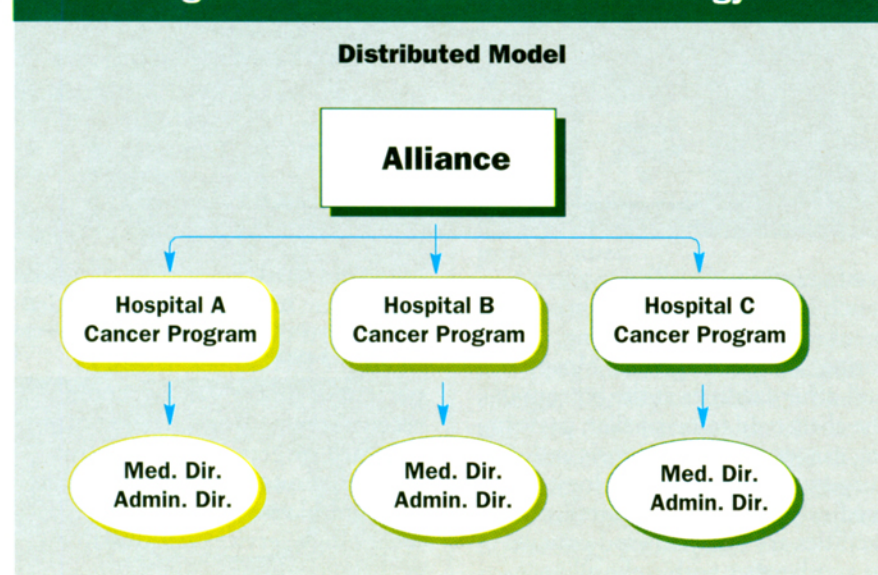 Distributed Model
Alliance
Hospital A
Cancer Program
Hospital B
Cancer Program
Hospital C
Cancer Program
Med. Dir.
Admin. Dir.
Med. Dir.
Admin. Dir.
Med. Dir.
Admin. Dir.